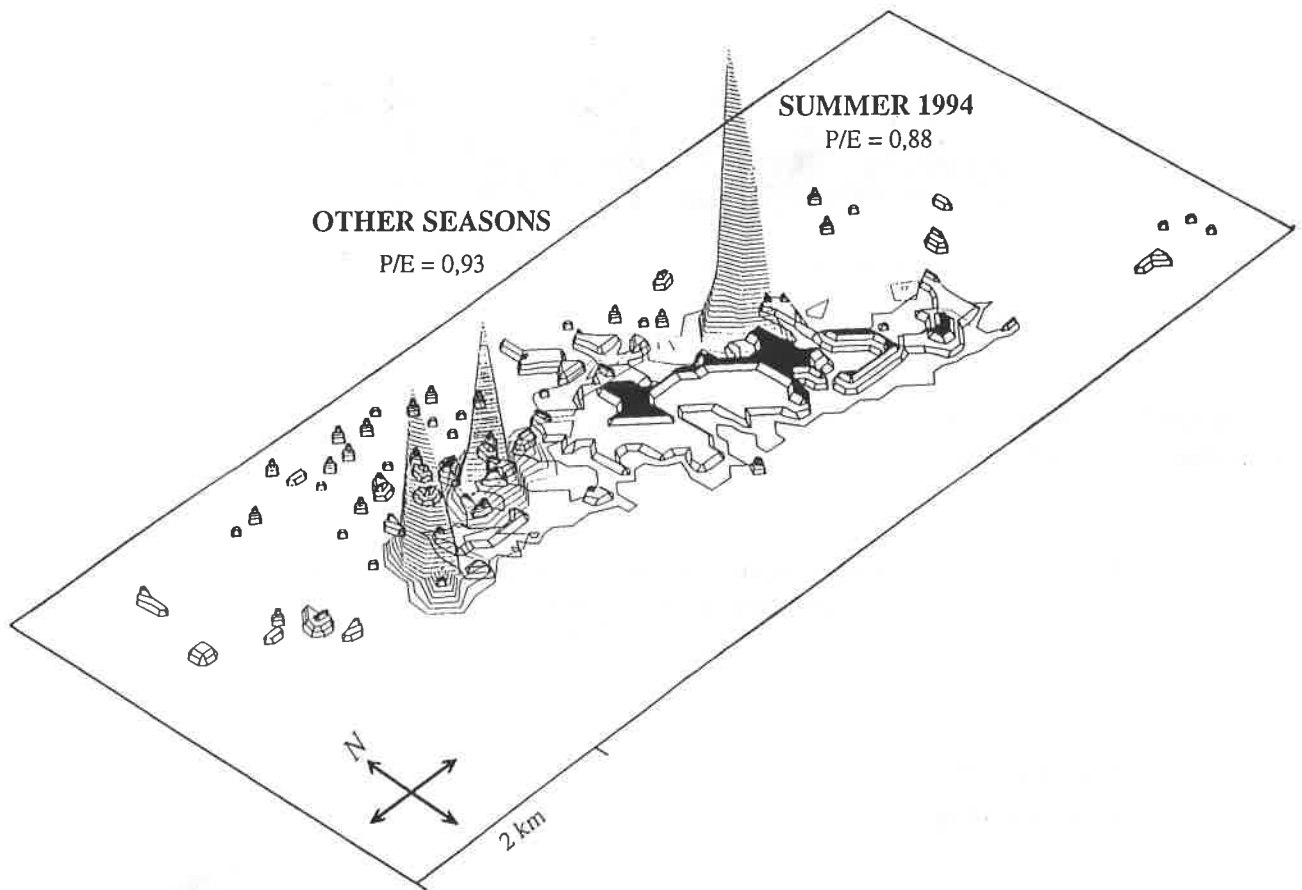 SUMMER 1994
P/E = 0,88
OTHER SEASONS
P/E = 0,93
N
2 km